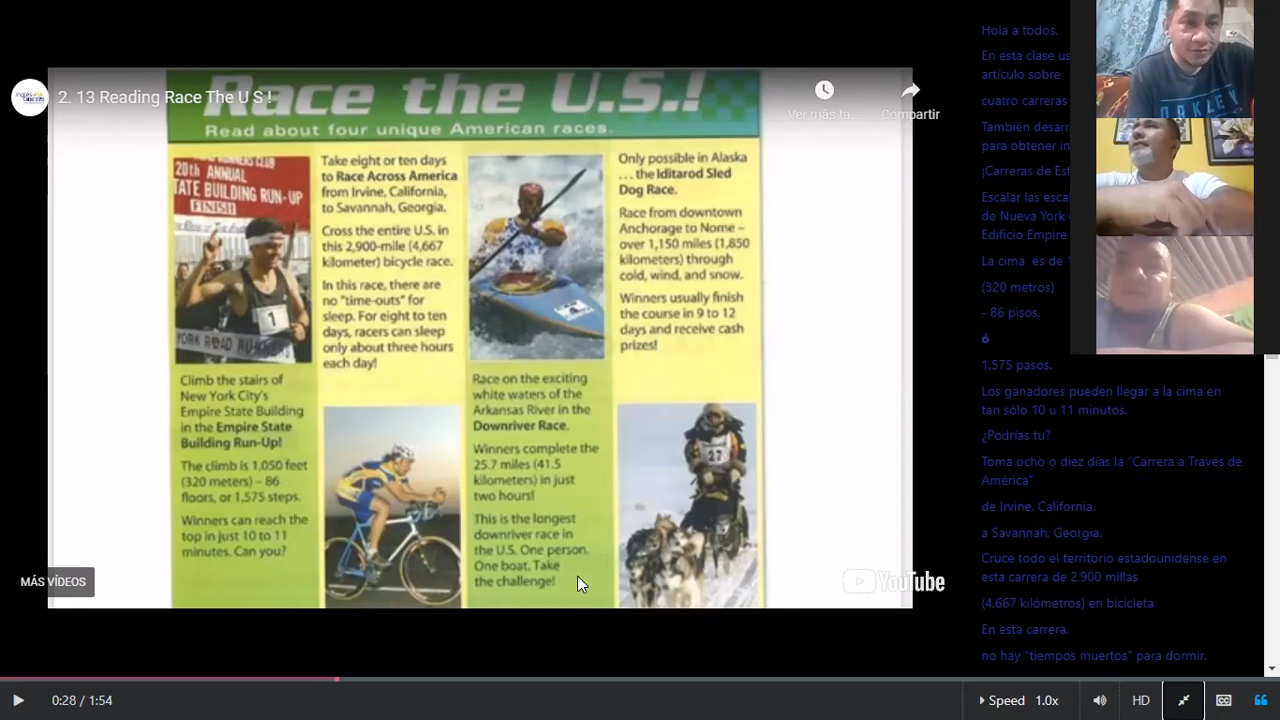 2. 13 Reading Race The U S !
Ver más ta...
Compartir
Race the U.S.!
Read about four unique American races.
20th ANNUAL
TATE BUILDING RUN-UP
FINISH
1
YORK ROAD RUNNERS
Climb the stairs of
New York City's
Empire State Building
in the Empire State
Building Run-Up!
The climb is 1,050 feet
(320 meters) – 86
floors, or 1,575 steps.
Winners can reach the
top in just 10 to 11
minutes. Can you?
Take eight or ten days
to Race Across America
from Irvine, California,
to Savannah, Georgia.
Cross the entire U.S. in
this 2,900-mile (4,667
kilometer) bicycle race.
In this race, there are
no "time-outs" for
sleep. For eight to ten
days, racers can sleep
only about three hours
each day!
Race on the exciting
white waters of the
Arkansas River in the
Downriver Race.
Winners complete the
25.7 miles (41.5
kilometers) in just
two hours!
This is the longest
downriver race in
the U.S. One person.
One boat. Take
the challenge!
Only possible in Alaska
. . . the Iditarod Sled
Dog Race.
Race from downtown
Anchorage to Nome –
over 1,150 miles (1,850
kilometers) through
cold, wind, and snow.
Winners usually finish
the course in 9 to 12
days and receive cash
prizes!
27
MÁS VÍDEOS
YouTube
Hola a todos.
En esta clase us
artículo sobre
cuatro carreras
También desarr
para obtener in
¡Carreras de Est
Escalar las escal
de Nueva York
Edificio Empire
La cima es de
(320 metros)
- 86 pisos,
ó
1.575 pasos.
Los ganadores pueden llegar a la cima en
tan sólo 10 u 11 minutos.
¿Podrías tu?
Toma ocho o diez días la "Carrera a Través de
América"
de Irvine, California,
a Savannah, Georgia.
Cruce todo el territorio estadounidense en
esta carrera de 2,900 millas
(4,667 kilómetros) en bicicleta
En esta carrera,
no hay "tiempos muertos" para dormir.
OAKLEY
0:28 / 1:54
Speed 1.0x
HD
CC